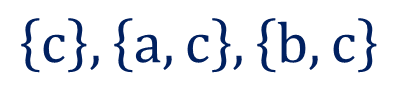 {c}, {a, c}, {b, c}